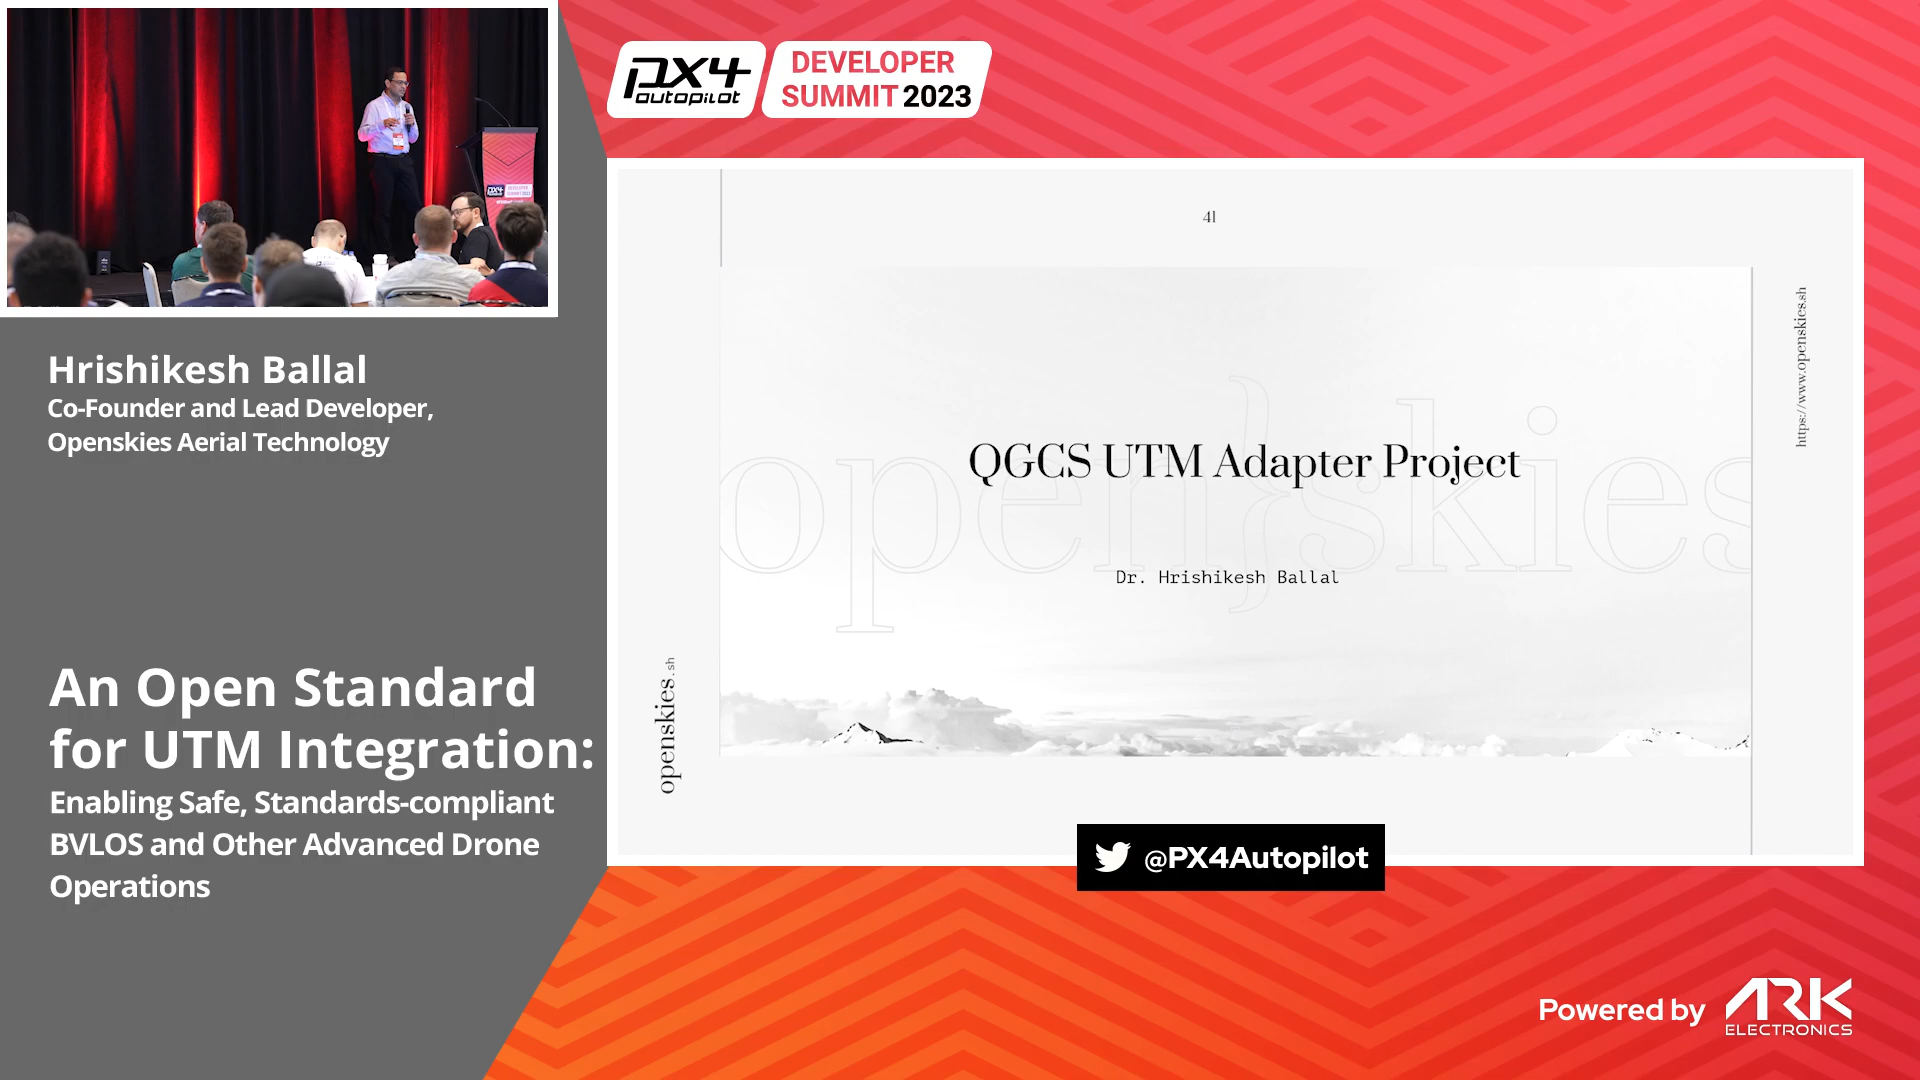 px4
autopilot
DEVELOPER
SUMMIT 2023
Hrishikesh Ballal
Co-Founder and Lead Developer,
Openskies Aerial Technology
An Open Standard
for UTM Integration:
Enabling Safe, Standards-compliant
BVLOS and Other Advanced Drone
Operations
41
open}skies
QGCS UTM Adapter Project
Dr. Hrishikesh Ballal
https://www.openskies.sh
openskies.sh
@PX4Autopilot
Powered by
ARK
ELECTRONICS